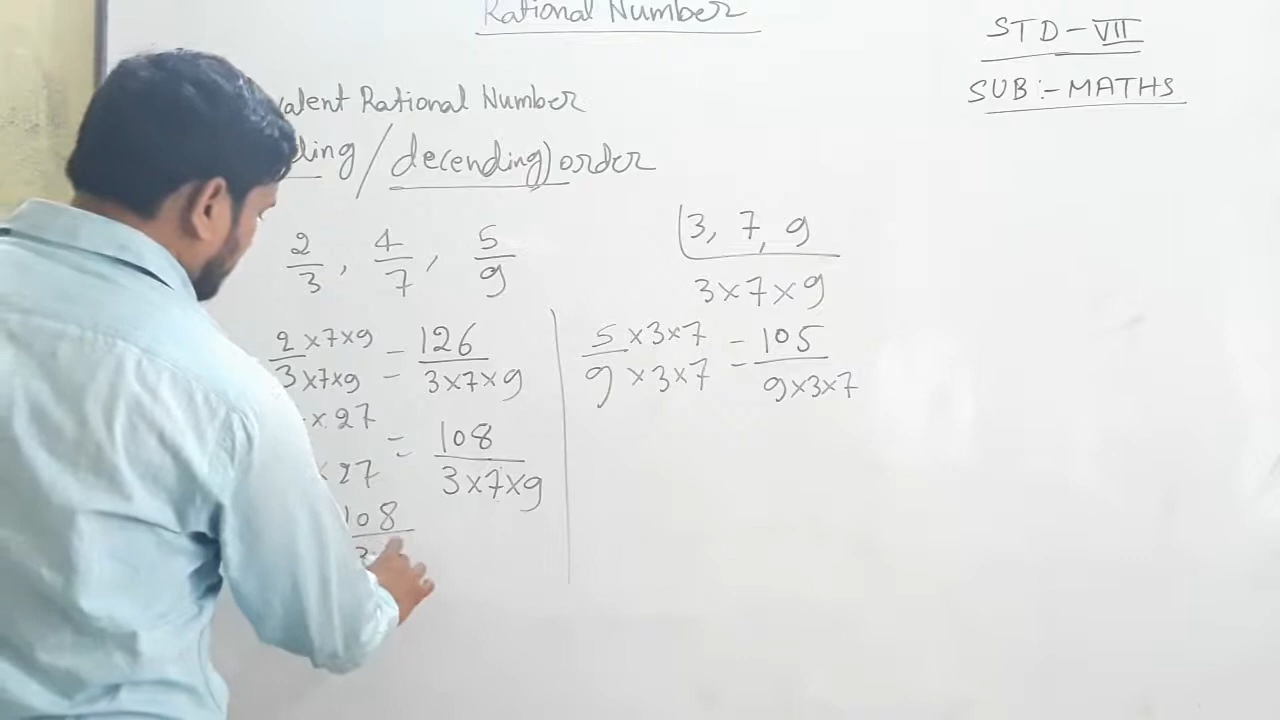 Rational Number
STD - VII
SUB :- MATHS
valent Rational Number
ding / decending) order
2/3, 4/7, 5/9
3, 7, 9
3×7×9
2×7×9/3×7×9 = 126/3×7×9
5×3×7/9×3×7 = 105/9×3×7
×27/×27 = 108/3×7×9
108/3